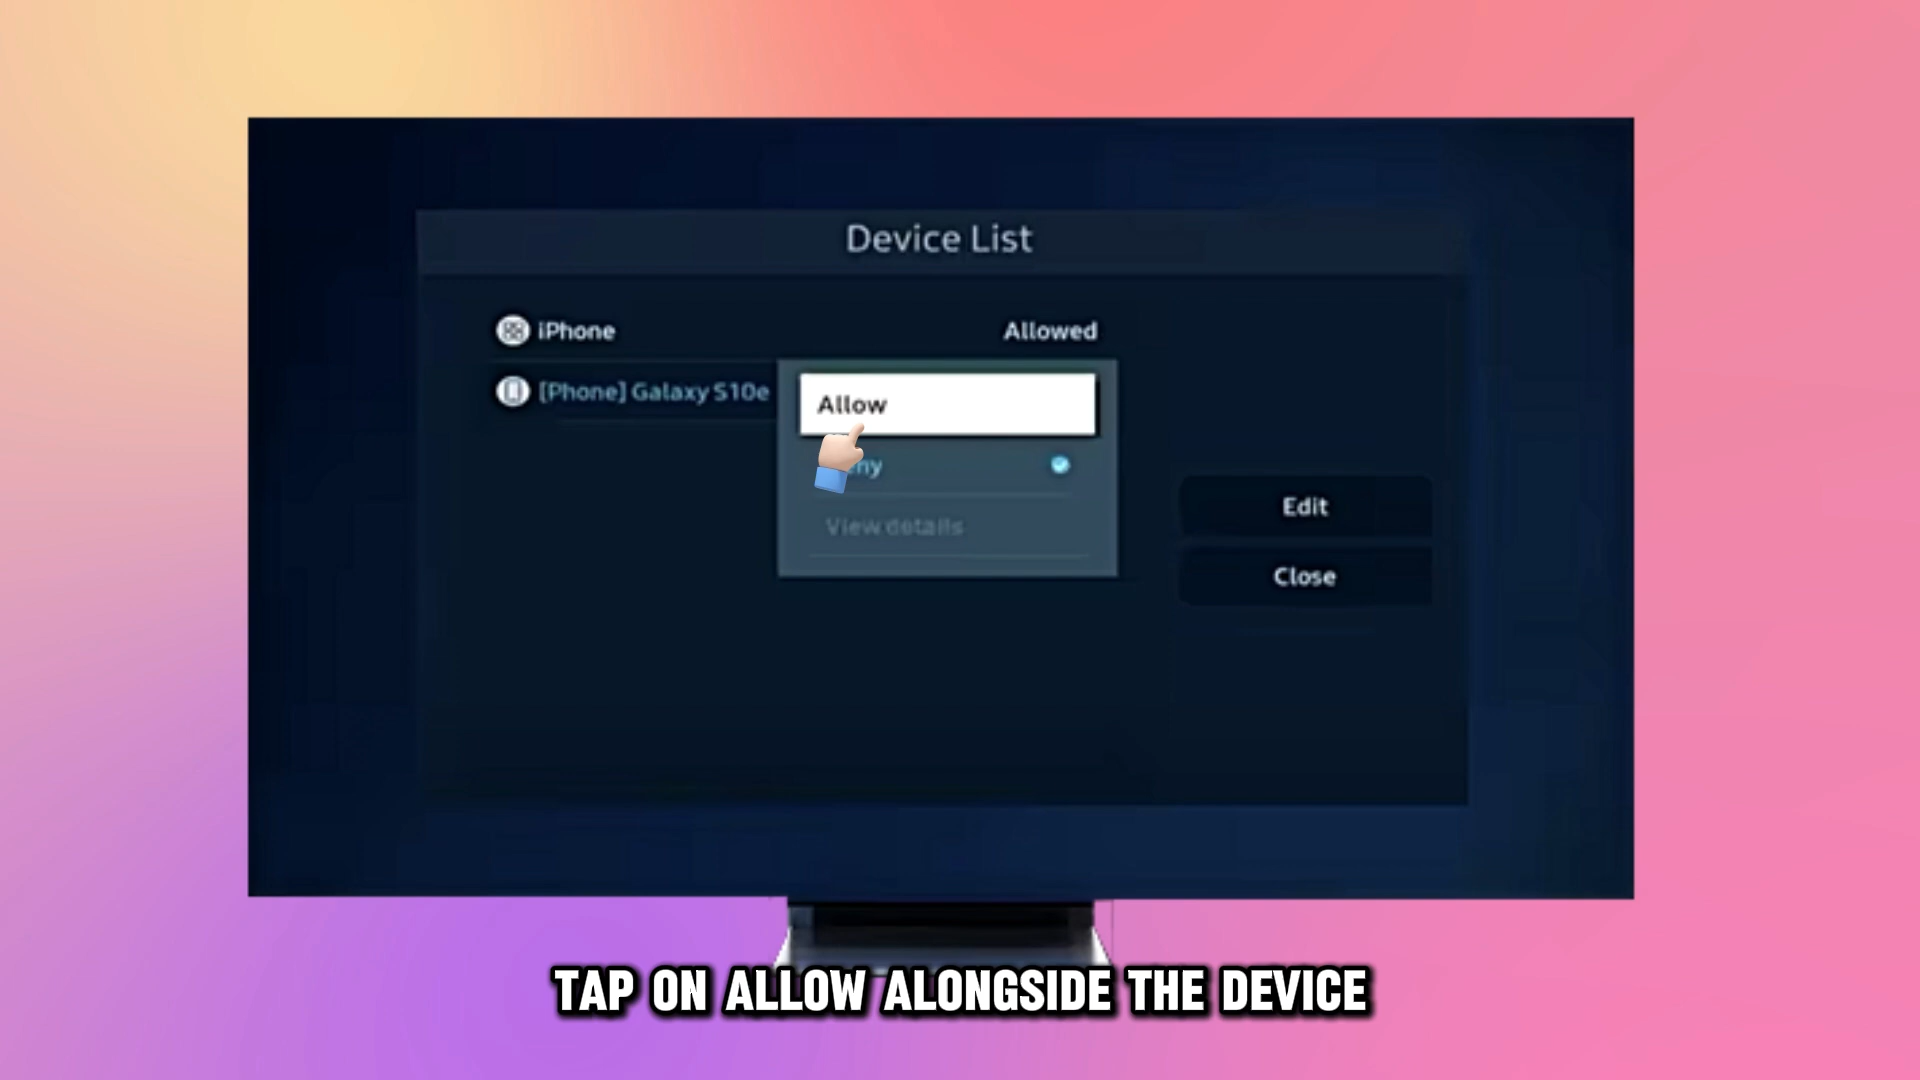 Device List
iPhone Allowed
[Phone] Galaxy S10e
Allow
View details
Edit
Close
TAP ON ALLOW ALONGSIDE THE DEVICE